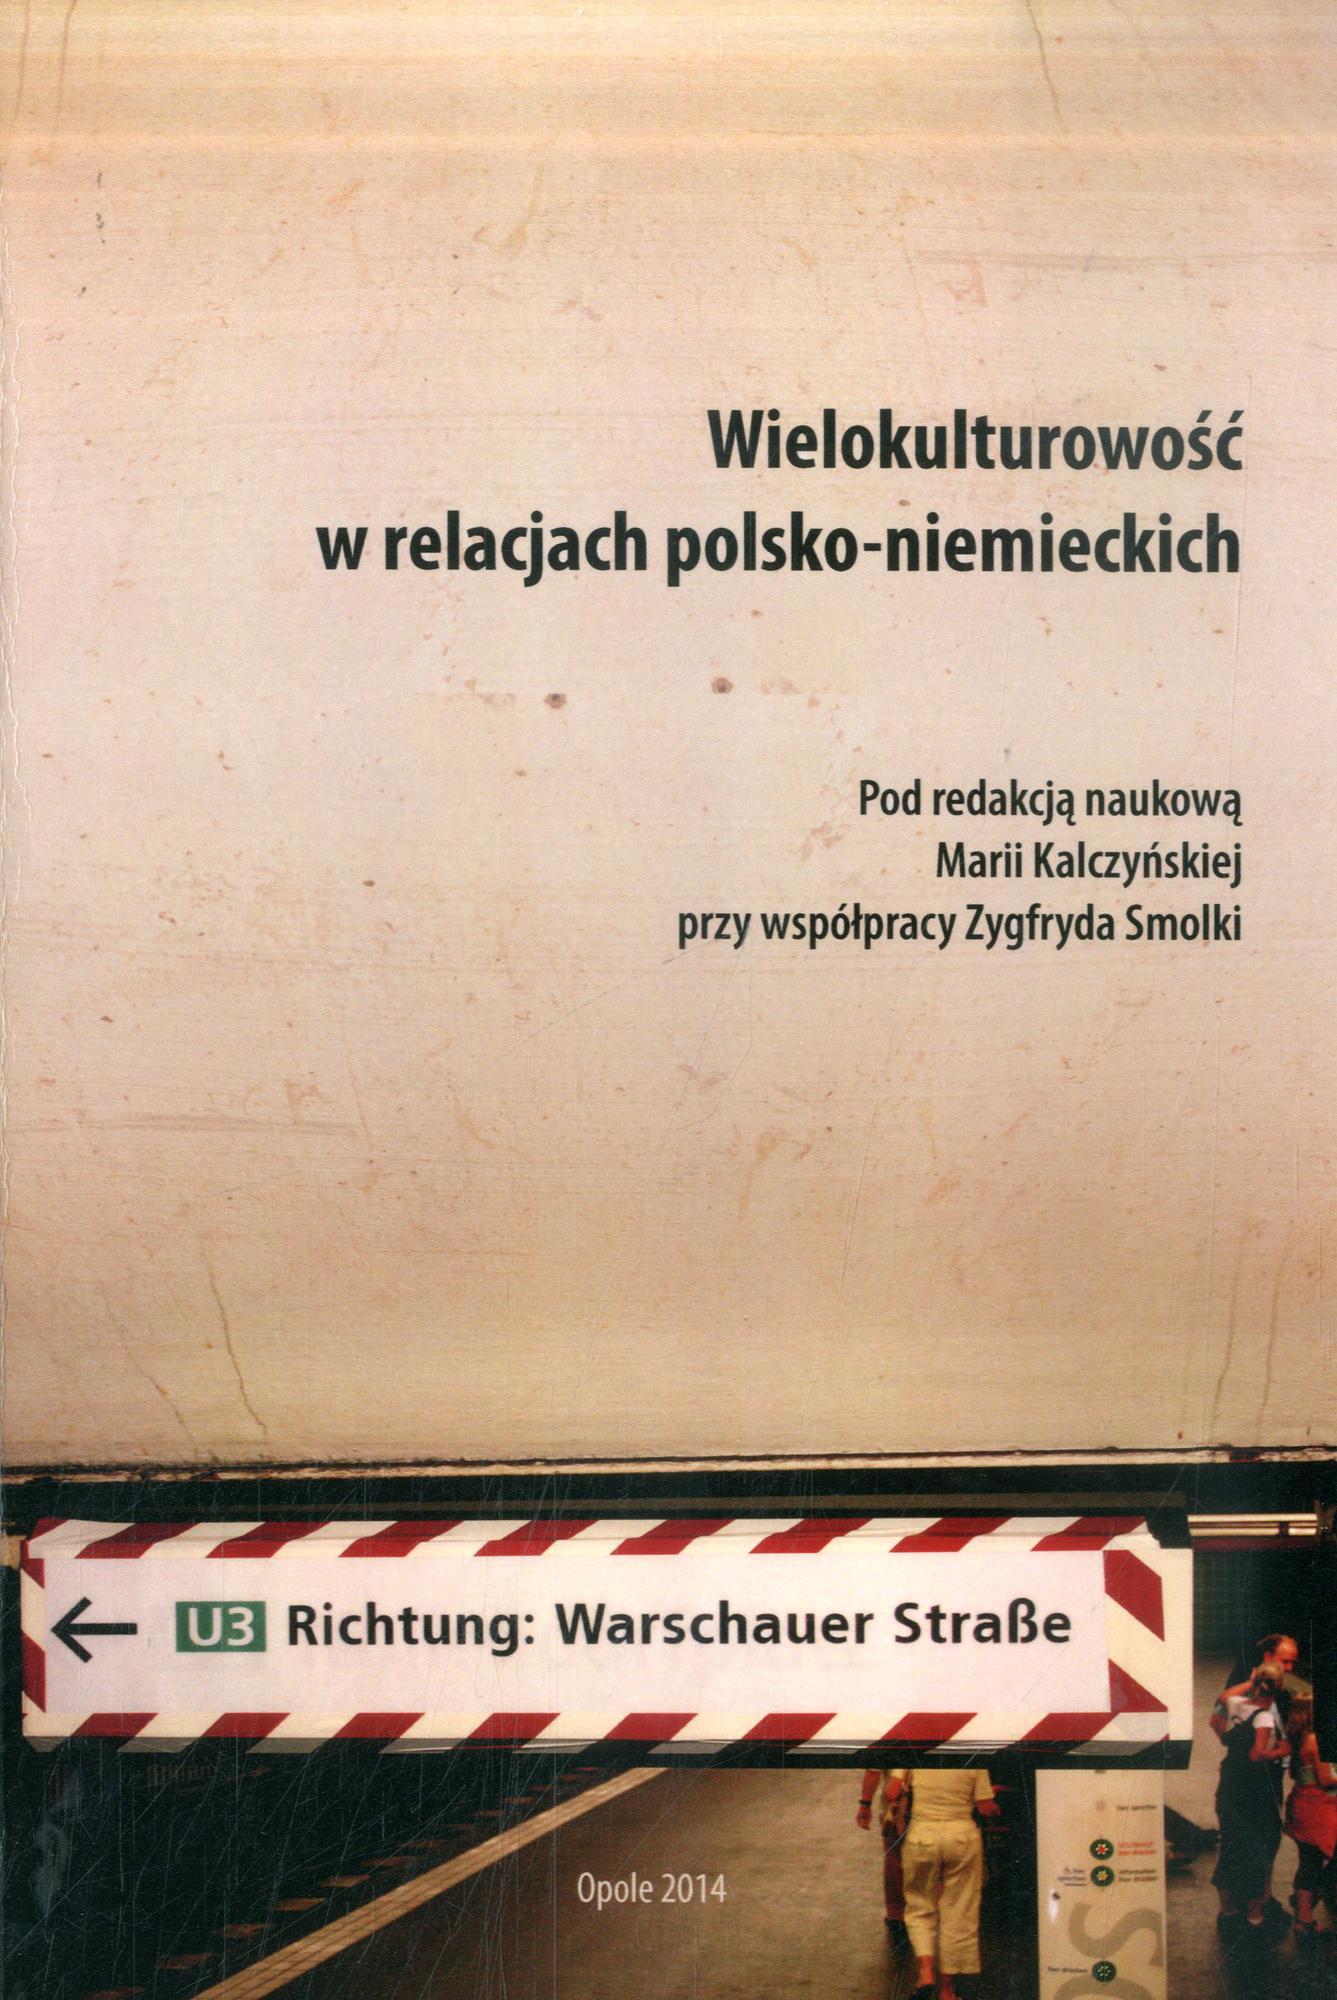 Wielokulturowość
w relacjach polsko-niemieckich
Pod redakcją naukową
Marii Kalczyńskiej
przy współpracy Zygfryda Smolki
← U3 Richtung: Warschauer Straße
Opole 2014